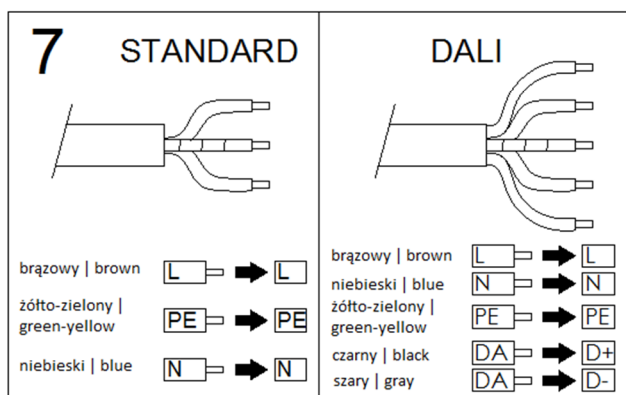 7 STANDARD
brązowy | brown L L
żółto-zielony |
green-yellow PE PE
niebieski | blue N N
DALI
brązowy | brown L L
niebieski | blue N N
żółto-zielony |
green-yellow PE PE
czarny | black DA D+
szary | gray DA D-